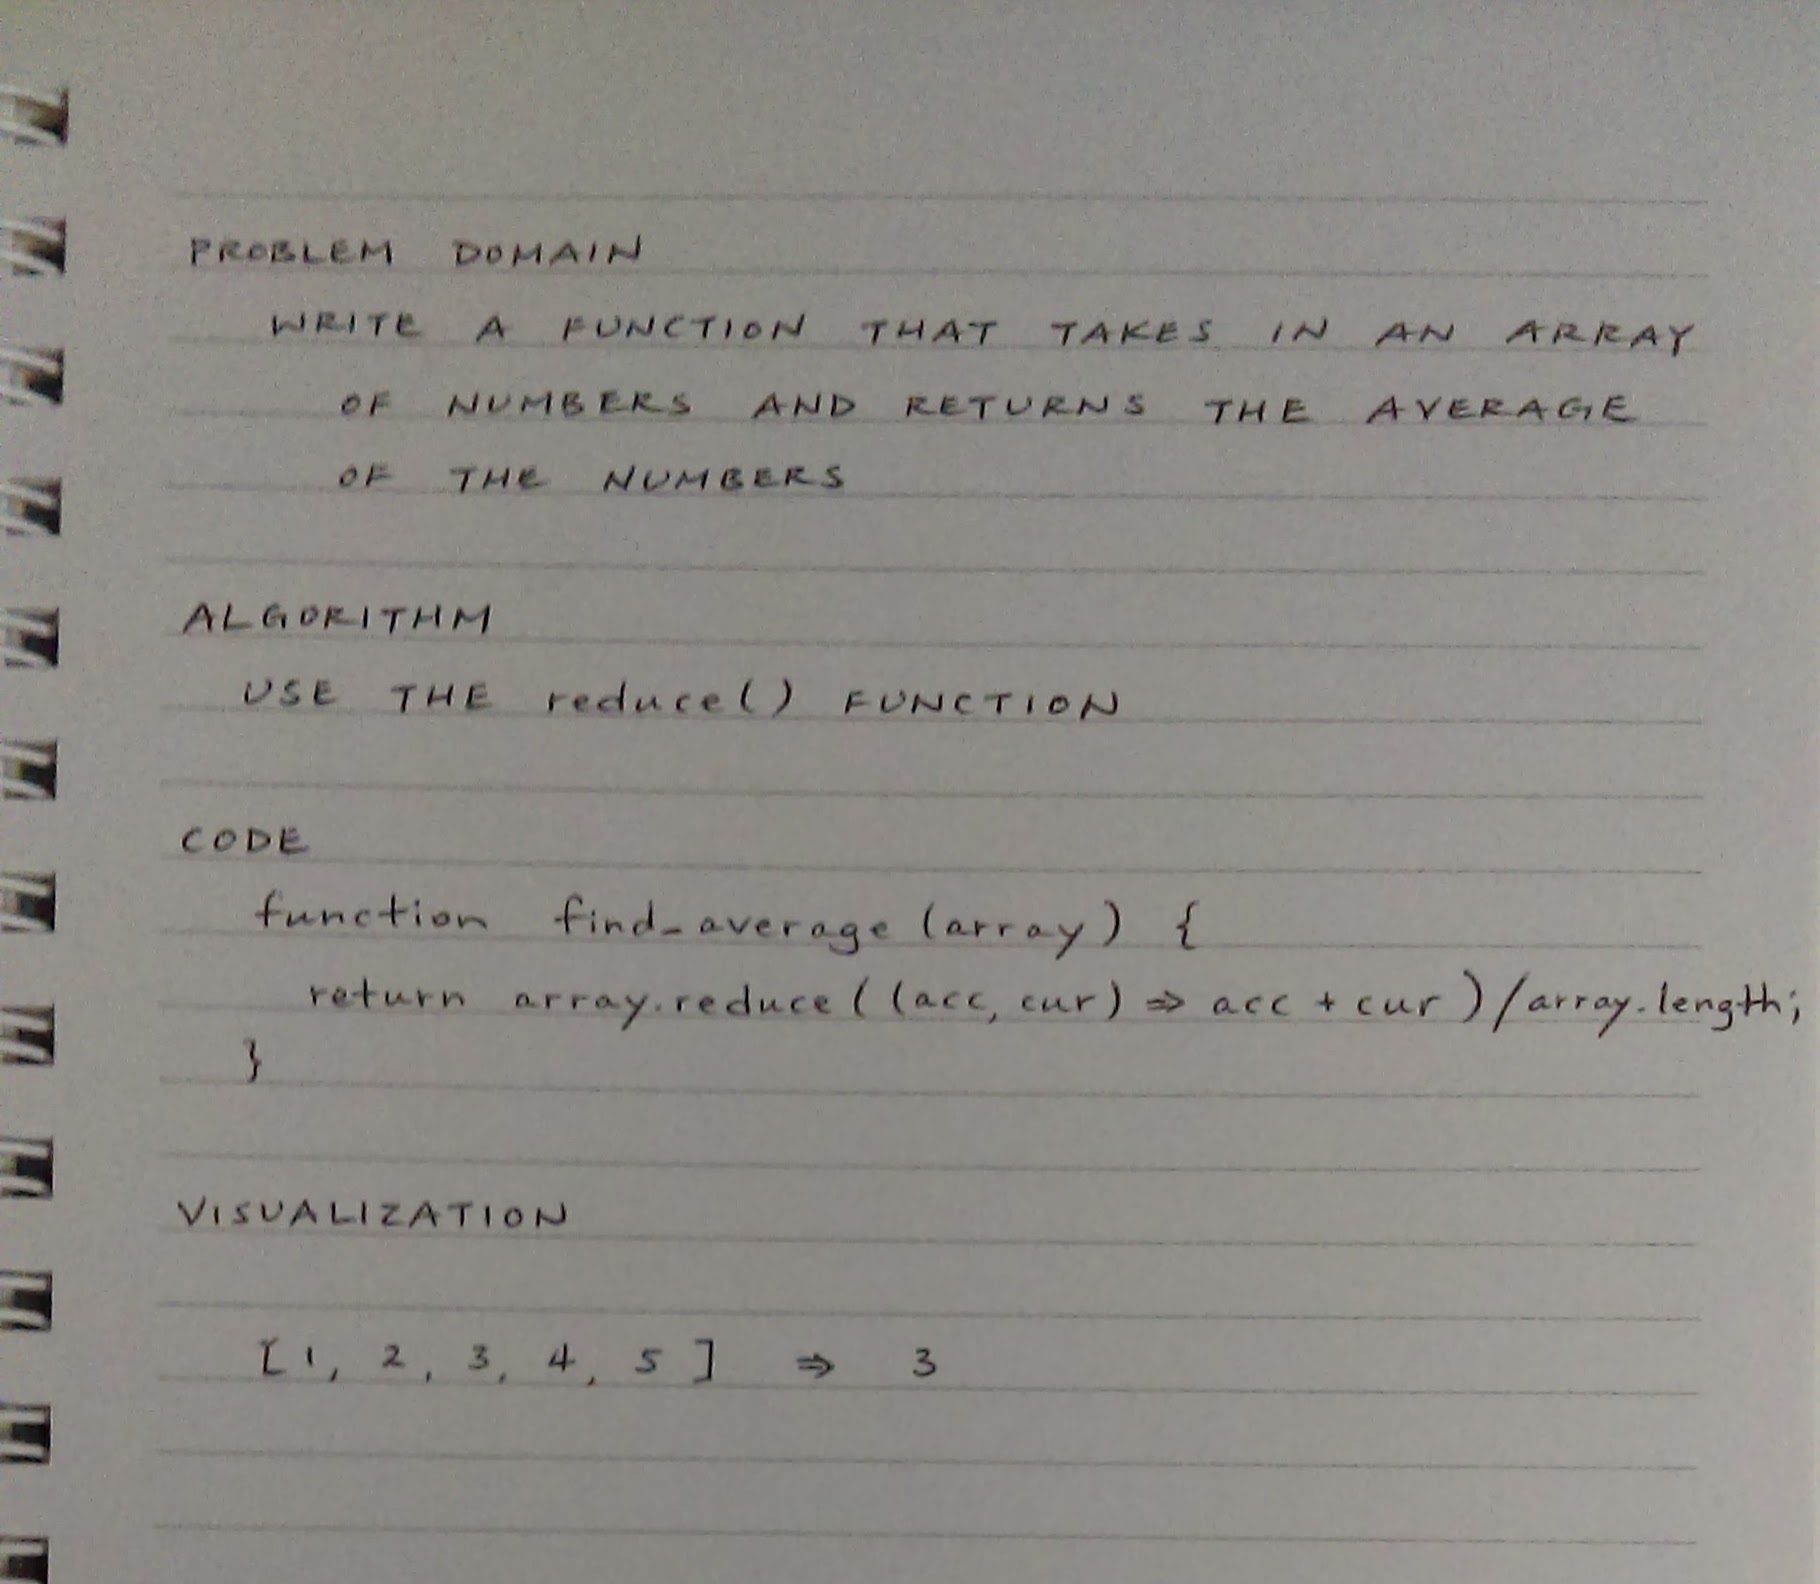 PROBLEM DOMAIN
WRITE A FUNCTION THAT TAKES IN AN ARRAY
OF NUMBERS AND RETURNS THE AVERAGE
OF THE NUMBERS
ALGORITHM
USE THE reduce() FUNCTION
CODE
function find_average (array) {
return array.reduce((acc, cur) => acc + cur)/array.length;
}
VISUALIZATION
[1, 2, 3, 4, 5] => 3